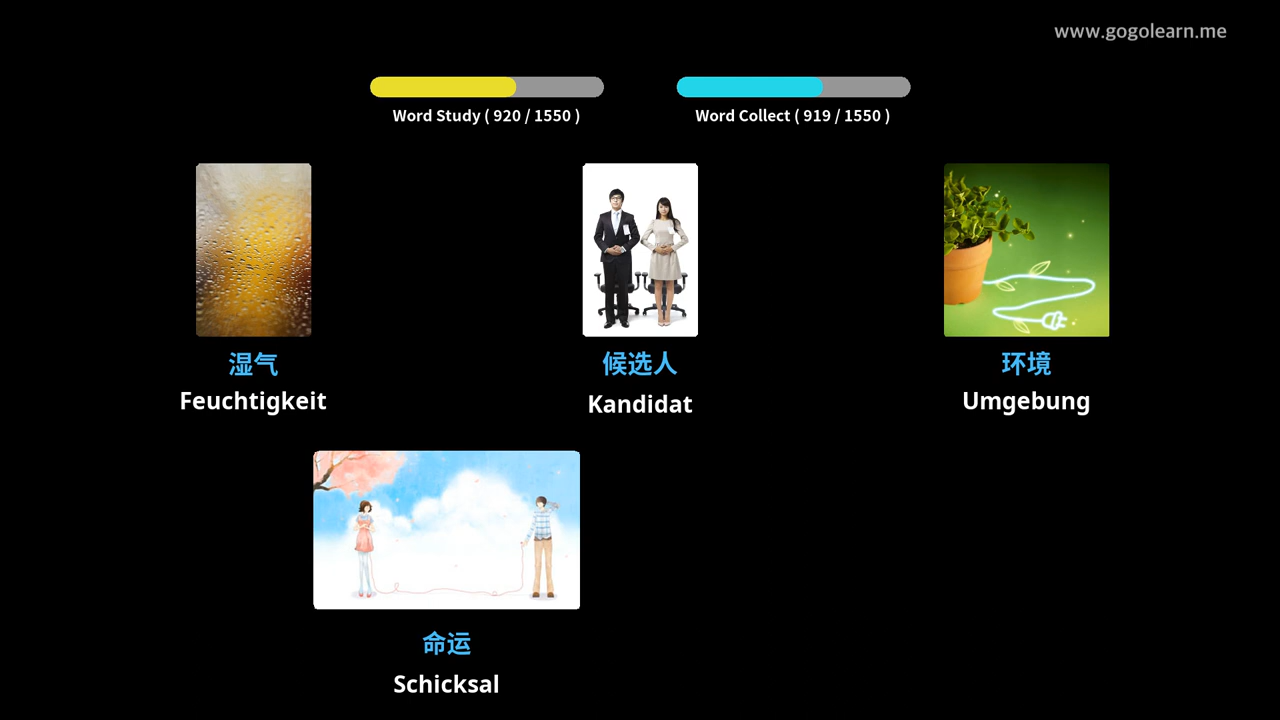 www.gogolearn.me
Word Study ( 920 / 1550 )
Word Collect ( 919 / 1550 )
湿气
候选人
环境
Feuchtigkeit
Kandidat
Umgebung
命运
Schicksal